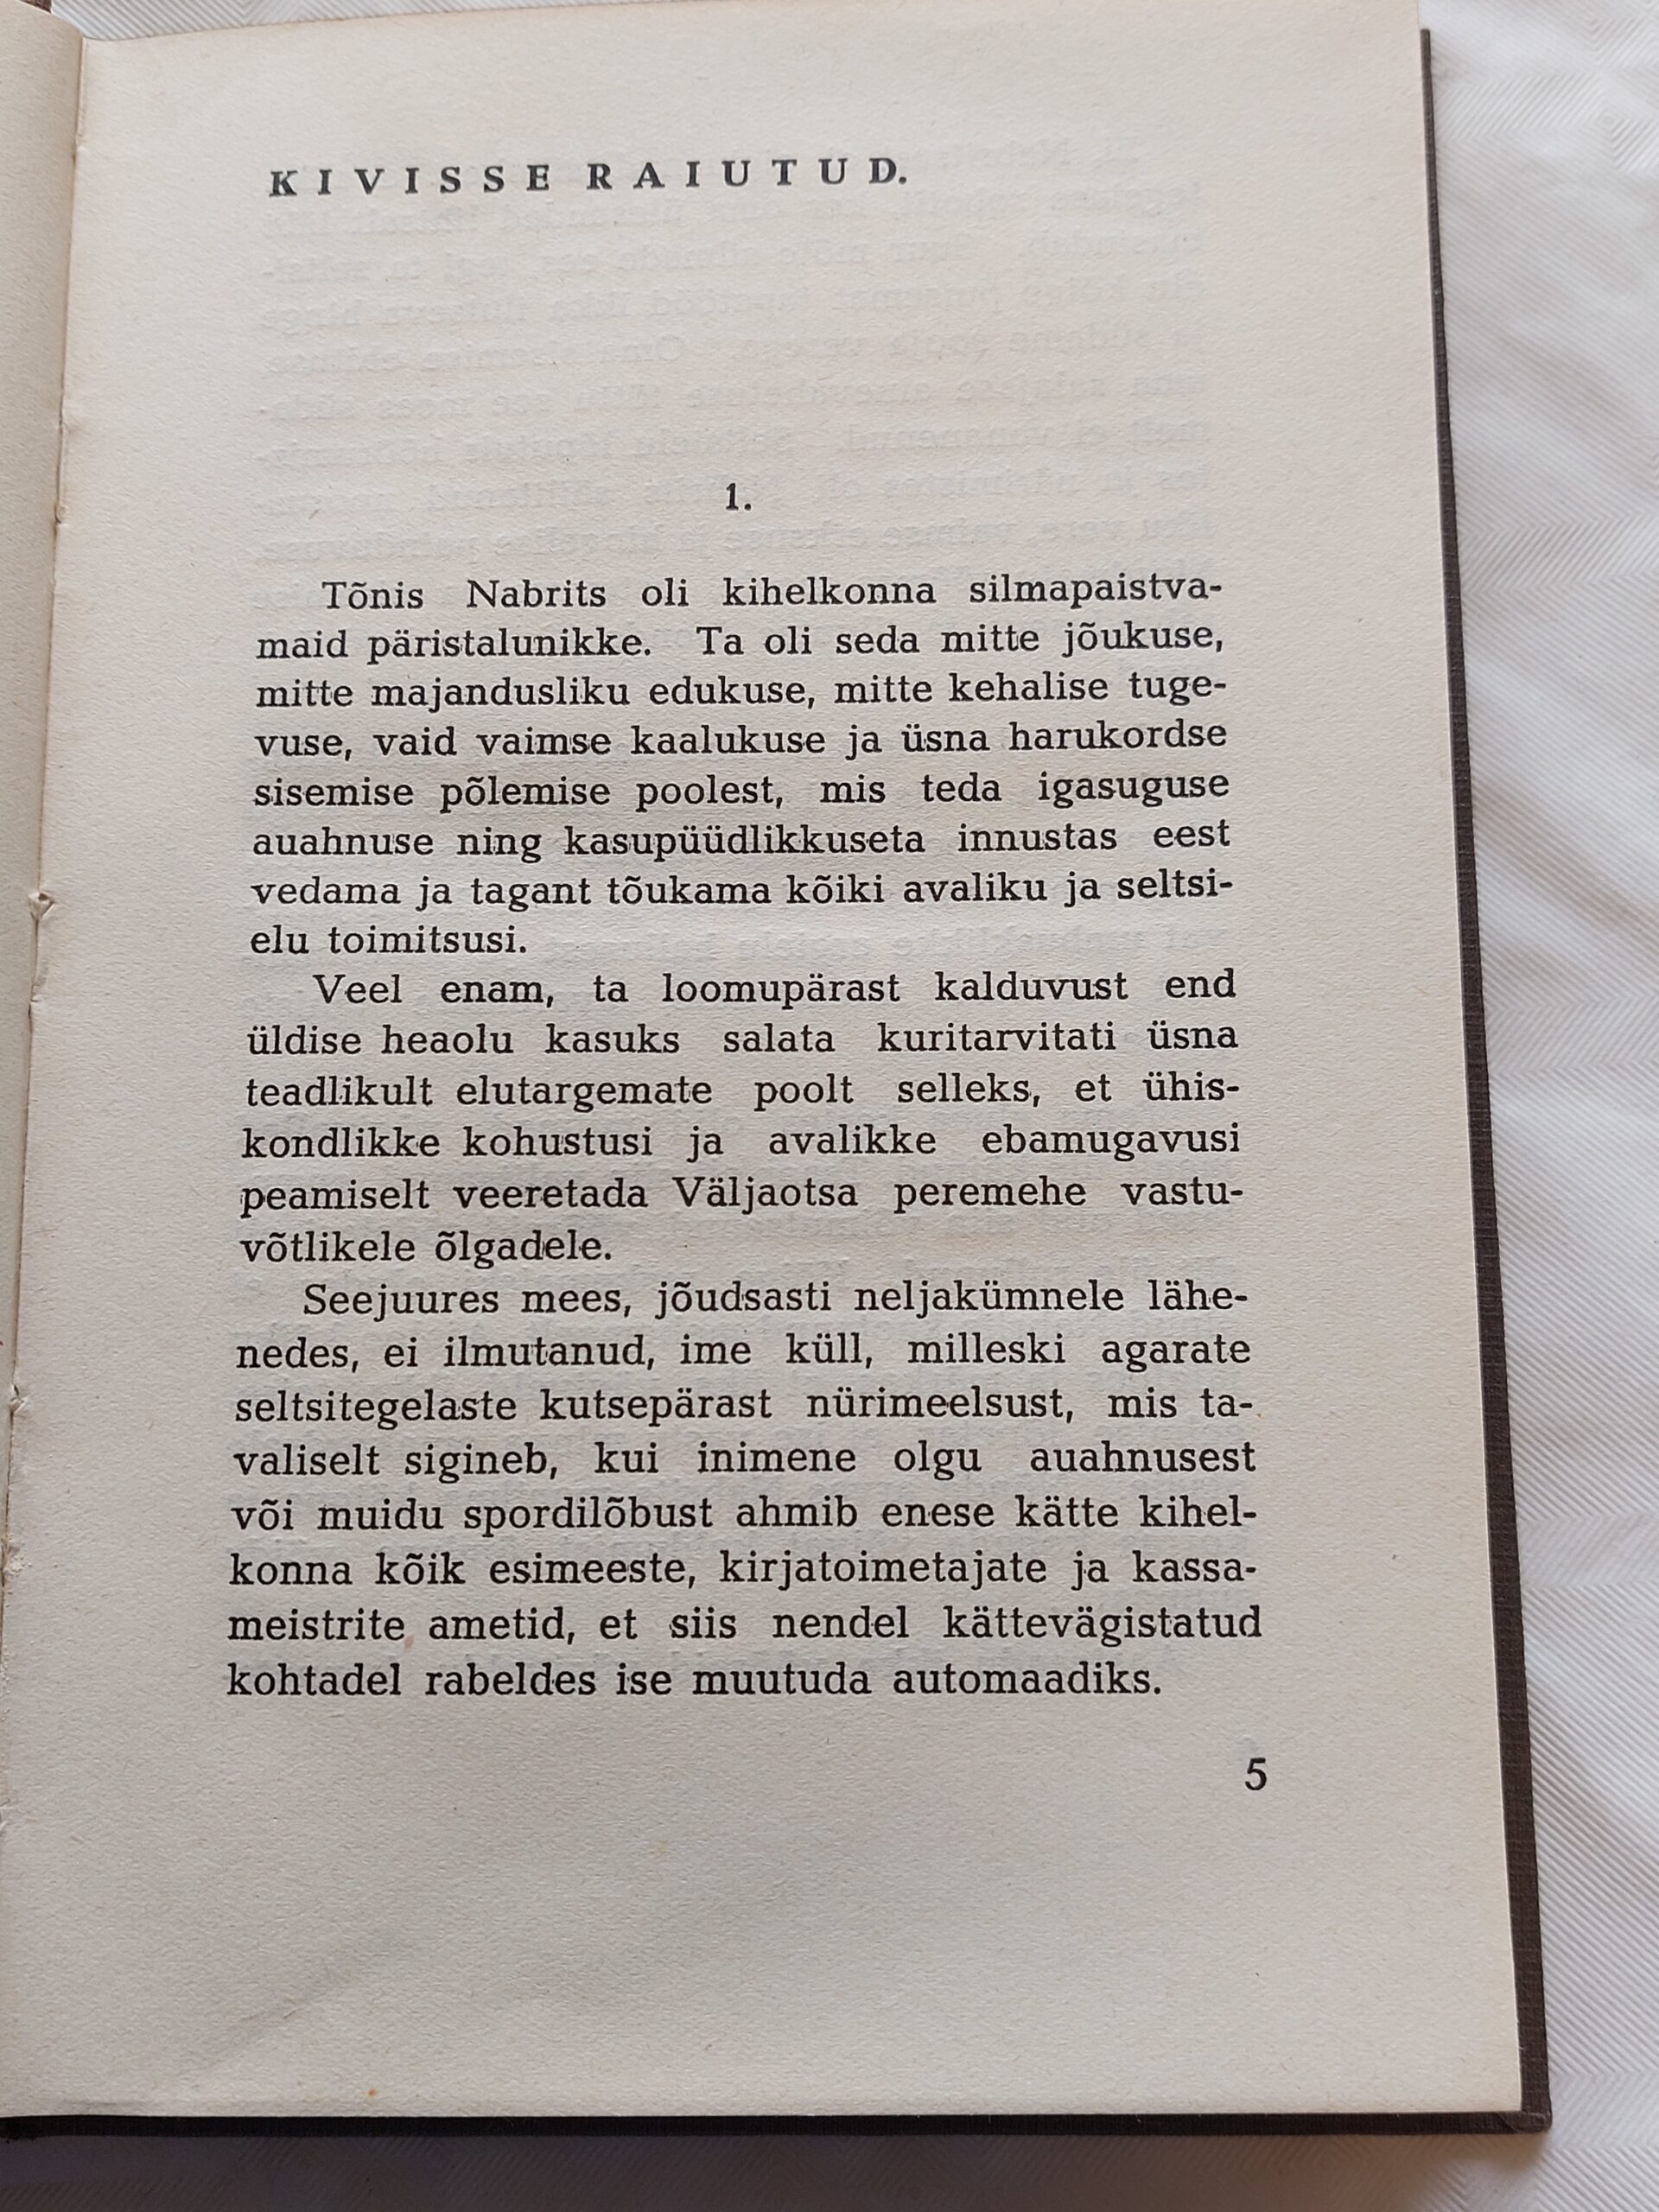 KIVISSE RAIUTUD.
1.
Tõnis Nabrits oli kihelkonna silmapaistva-
maid päristalunikke. Ta oli seda mitte jõukuse,
mitte majandusliku edukuse, mitte kehalise tuge-
vuse, vaid vaimse kaalukuse ja üsna harukordse
sisemise põlemise poolest, mis teda igasuguse
auahnuse ning kasupüüdlikkuseta innustas eest
vedama ja tagant tõukama kõiki avaliku ja seltsi-
elu toimitsusi.
Veel enam, ta loomupärast kalduvust end
üldise heaolu kasuks salata kuritarvitati üsna
teadlikult elutargemate poolt selleks, et ühis-
kondlikke kohustusi ja avalikke ebamugavusi
peamiselt veeretada Väljaotsa peremehe vastu-
võtlikele õlgadele.
Seejuures mees, jõudsasti neljakümnele lähe-
nedes, ei ilmutanud, ime küll, milleski agarate
seltsitegelaste kutsepärast nürimeelsust, mis ta-
valiselt sigineb, kui inimene olgu auahnusest
või muidu spordilõbust ahmib enese kätte kihel-
konna kõik esimeeste, kirjatoimetajate ja kassa-
meistrite ametid, et siis nendel kättevägistatud
kohtadel rabeldes ise muutuda automaadiks.
5